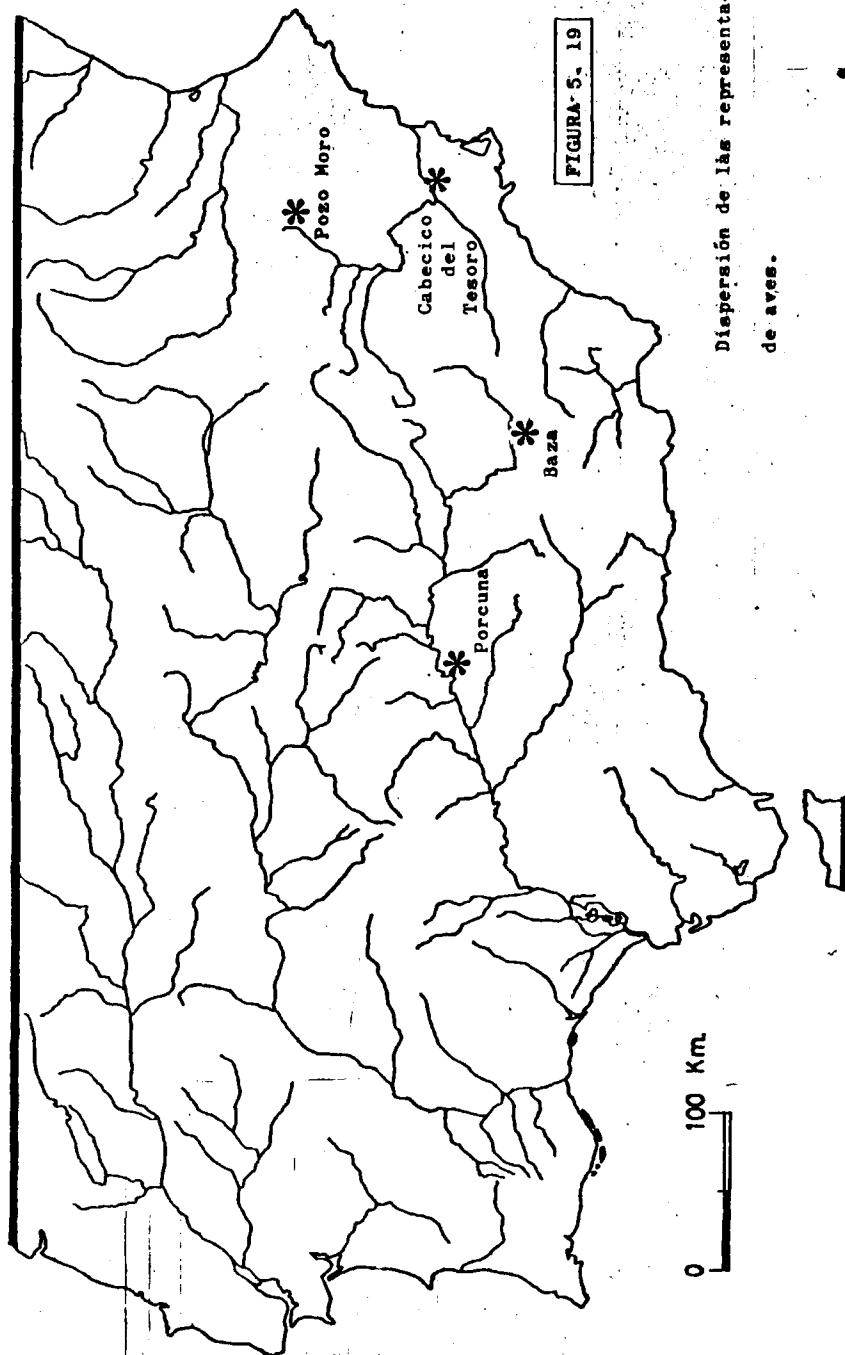 Pozo Moro
Cabecico
del
Tesoro
Baza
Porcuna
FIGURA 5. 19
Dispersión de las representa-
de aves.
0 100 Km.